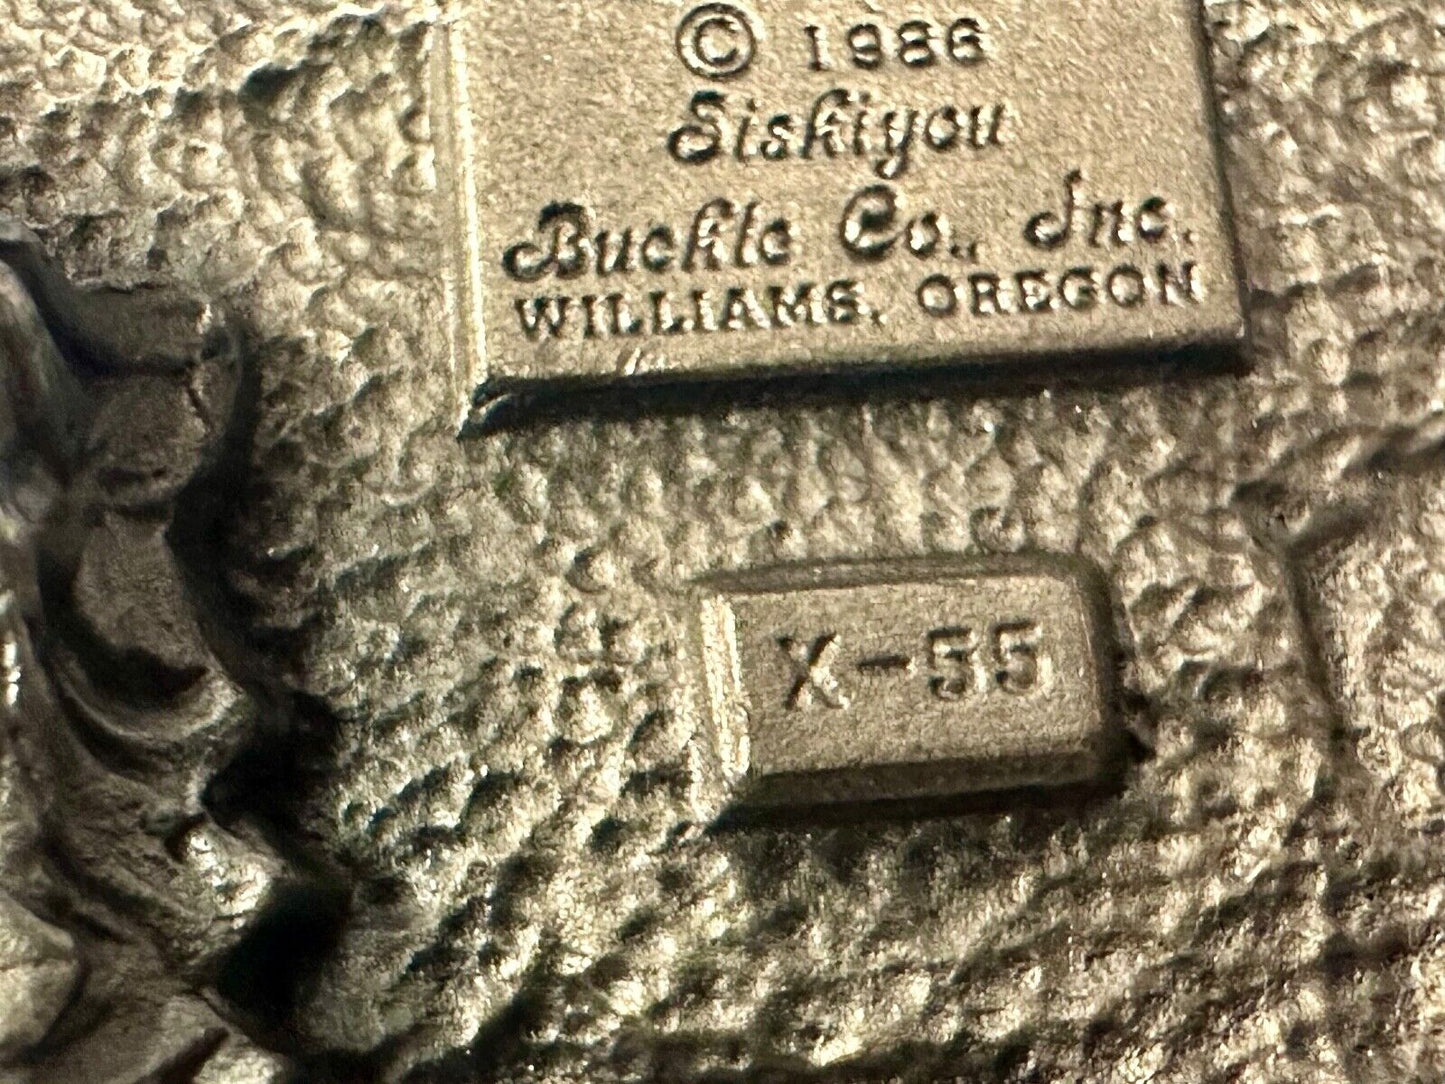 © 1986
Siskiyou
Buckle Co., Inc.
WILLIAMS, OREGON
X-55